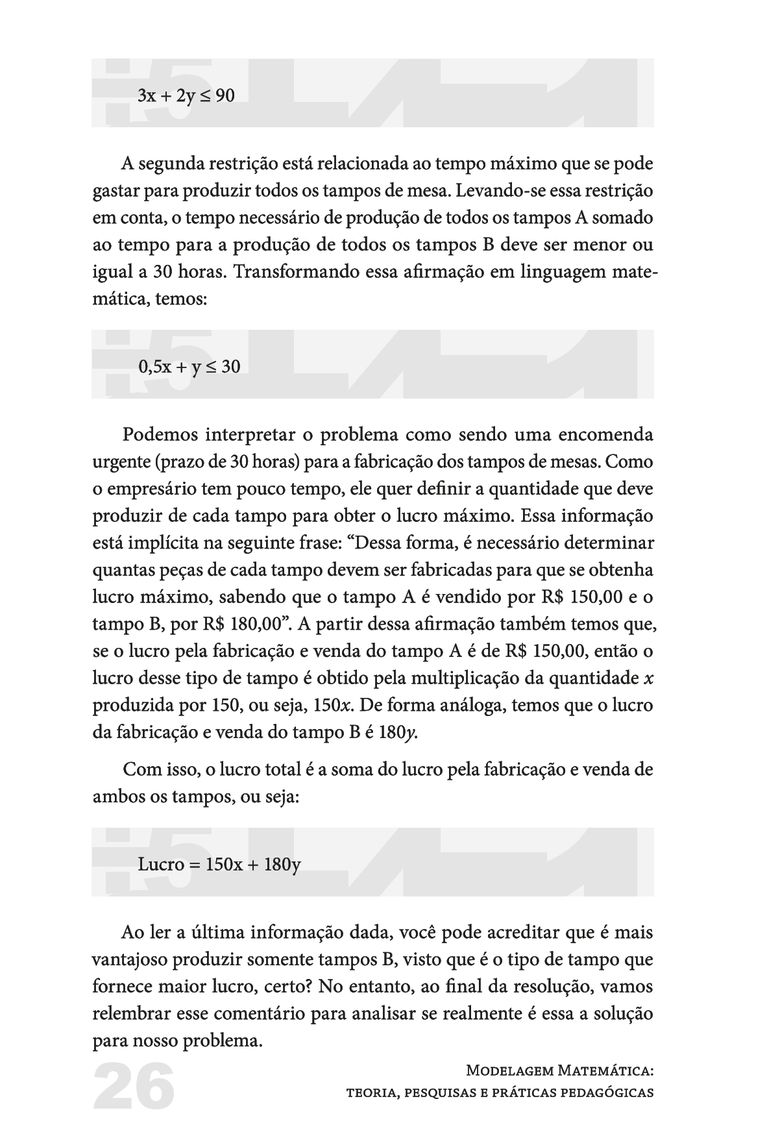 3x + 2y ≤ 90
A segunda restrição está relacionada ao tempo máximo que se pode
gastar para produzir todos os tampos de mesa. Levando-se essa restrição
em conta, o tempo necessário de produção de todos os tampos A somado
ao tempo para a produção de todos os tampos B deve ser menor ou
igual a 30 horas. Transformando essa afirmação em linguagem mate-
mática, temos:
0,5x + y ≤ 30
Podemos interpretar o problema como sendo uma encomenda
urgente (prazo de 30 horas) para a fabricação dos tampos de mesas. Como
o empresário tem pouco tempo, ele quer definir a quantidade que deve
produzir de cada tampo para obter o lucro máximo. Essa informação
está implícita na seguinte frase: “Dessa forma, é necessário determinar
quantas peças de cada tampo devem ser fabricadas para que se obtenha
lucro máximo, sabendo que o tampo A é vendido por R$ 150,00 e o
tampo B, por R$ 180,00”. A partir dessa afirmação também temos que,
se o lucro pela fabricação e venda do tampo A é de R$ 150,00, então o
lucro desse tipo de tampo é obtido pela multiplicação da quantidade x
produzida por 150, ou seja, 150x. De forma análoga, temos que o lucro
da fabricação e venda do tampo B é 180y.
Com isso, o lucro total é a soma do lucro pela fabricação e venda de
ambos os tampos, ou seja:
Lucro = 150x + 180y
Ao ler a última informação dada, você pode acreditar que é mais
vantajoso produzir somente tampos B, visto que é o tipo de tampo que
fornece maior lucro, certo? No entanto, ao final da resolução, vamos
relembrar esse comentário para analisar se realmente é essa a solução
para nosso problema.
26
Modelagem Matemática:
teoria, pesquisas e práticas pedagógicas